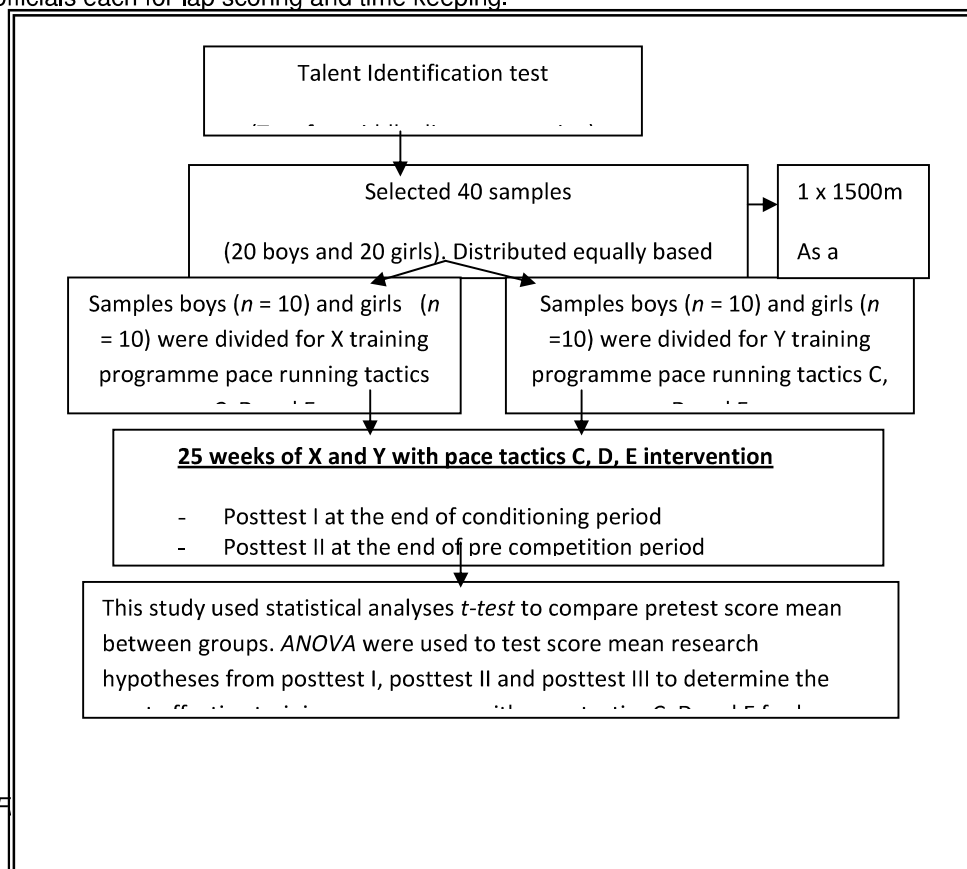 officials each for lap scoring and time keeping.
Talent Identification test
Selected 40 samples
(20 boys and 20 girls). Distributed equally based
1 x 1500m
As a
Samples boys (n = 10) and girls (n
= 10) were divided for X training
programme pace running tactics
Samples boys (n = 10) and girls (n
=10) were divided for Y training
programme pace running tactics C,
25 weeks of X and Y with pace tactics C, D, E intervention
- Posttest I at the end of conditioning period
- Posttest II at the end of pre competition period
This study used statistical analyses t-test to compare pretest score mean
between groups. ANOVA were used to test score mean research
hypotheses from posttest I, posttest II and posttest III to determine the